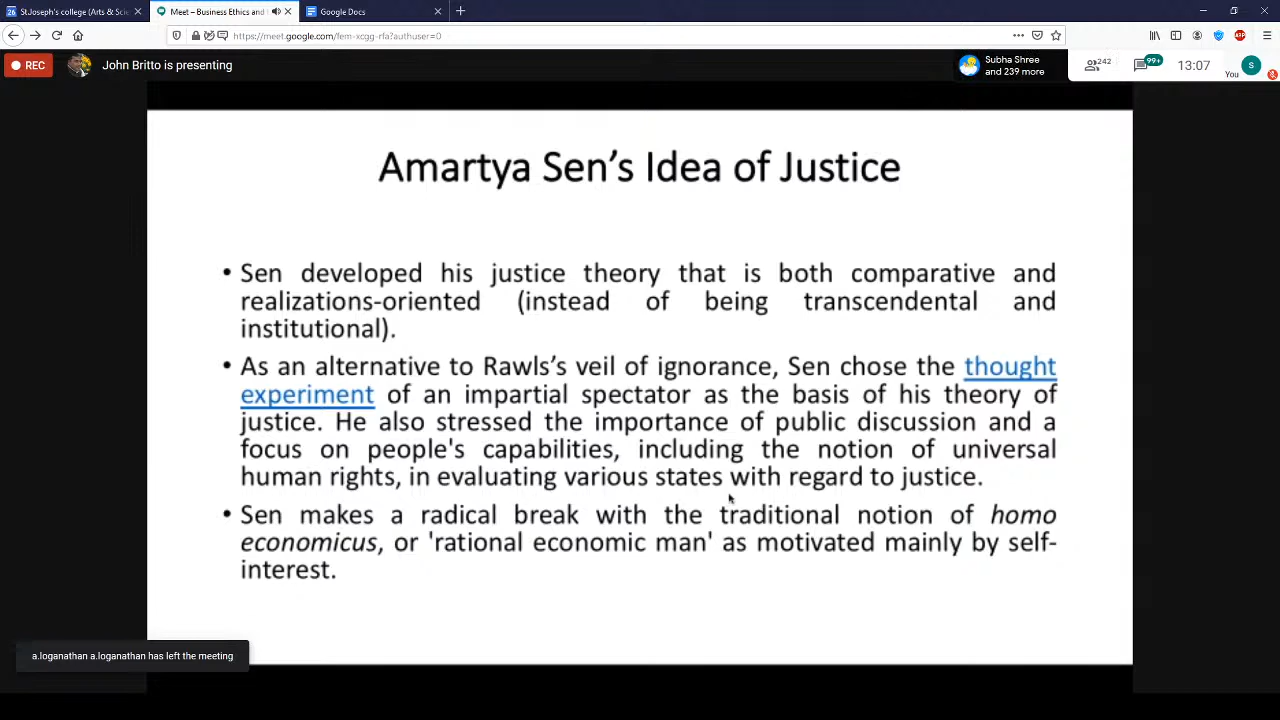 StJoseph's college (Arts & Scie
Meet – Business Ethics and
Google Docs
https://meet.google.com/fem-xcgg-rfa?authuser=0
REC
John Britto is presenting
Subha Shree
and 239 more
242
99+
13:07
You
S
Amartya Sen's Idea of Justice
• Sen developed his justice theory that is both comparative and
realizations-oriented (instead of being transcendental and
institutional).
• As an alternative to Rawls's veil of ignorance, Sen chose the thought
experiment of an impartial spectator as the basis of his theory of
justice. He also stressed the importance of public discussion and a
focus on people's capabilities, including the notion of universal
human rights, in evaluating various states with regard to justice.
• Sen makes a radical break with the traditional notion of homo
economicus, or 'rational economic man' as motivated mainly by self-
interest.
a.loganathan a.loganathan has left the meeting